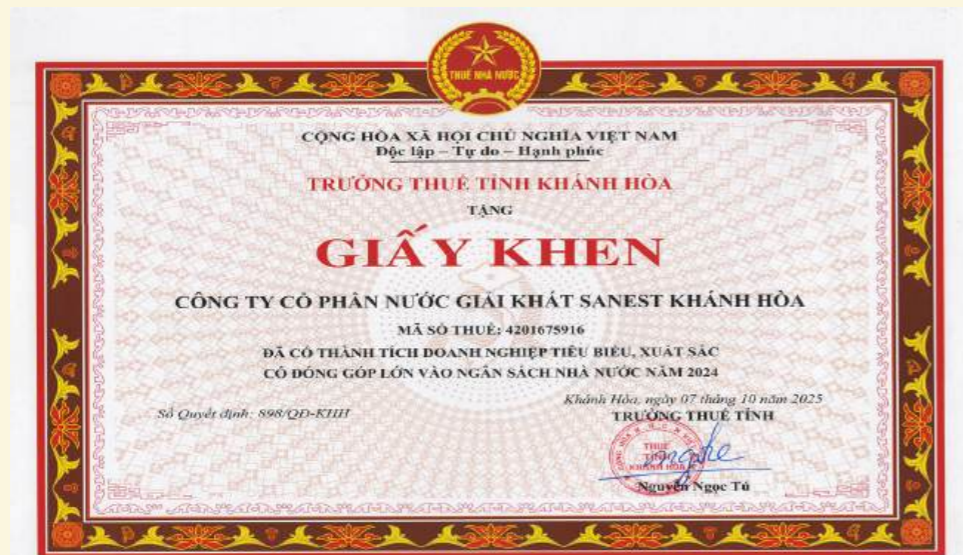 THUẾ NHÀ NƯỚC
CỘNG HÒA XÃ HỘI CHỦ NGHĨA VIỆT NAM
Độc lập – Tự do – Hạnh phúc
TRƯỞNG THUẾ TỈNH KHÁNH HÒA
TẶNG
GIẤY KHEN
CÔNG TY CỔ PHẦN NƯỚC GIẢI KHÁT SANEST KHÁNH HÒA
MÃ SỐ THUẾ: 4201675916
ĐÃ CÓ THÀNH TÍCH DOANH NGHIỆP TIÊU BIỂU, XUẤT SẮC
CÓ ĐÓNG GÓP LỚN VÀO NGÂN SÁCH NHÀ NƯỚC NĂM 2024
Số Quyết định: 898/QĐ-KHH
Khánh Hòa, ngày 07 tháng 10 năm 2025
TRƯỞNG THUẾ TỈNH
THUẾ
TỈNH
KHÁNH HÒA
Nguyễn Ngọc Tú